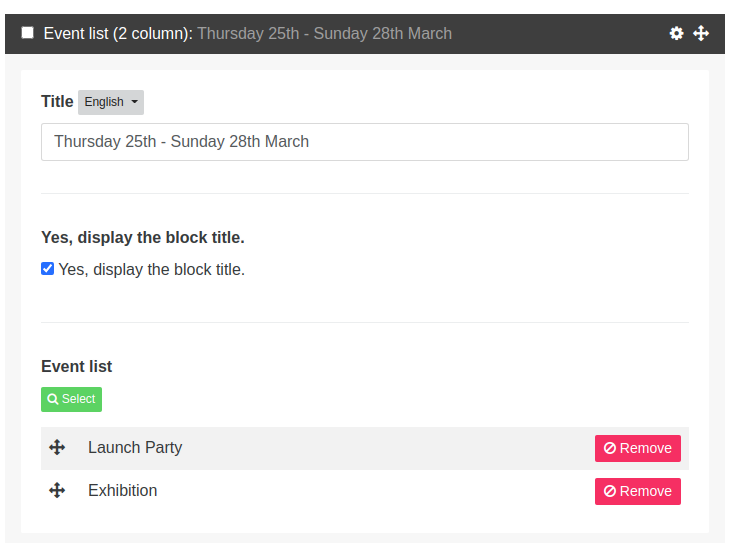 Event list (2 column): Thursday 25th - Sunday 28th March
Title English
Thursday 25th - Sunday 28th March
Yes, display the block title.
Yes, display the block title.
Event list
Select
Launch Party Remove
Exhibition Remove